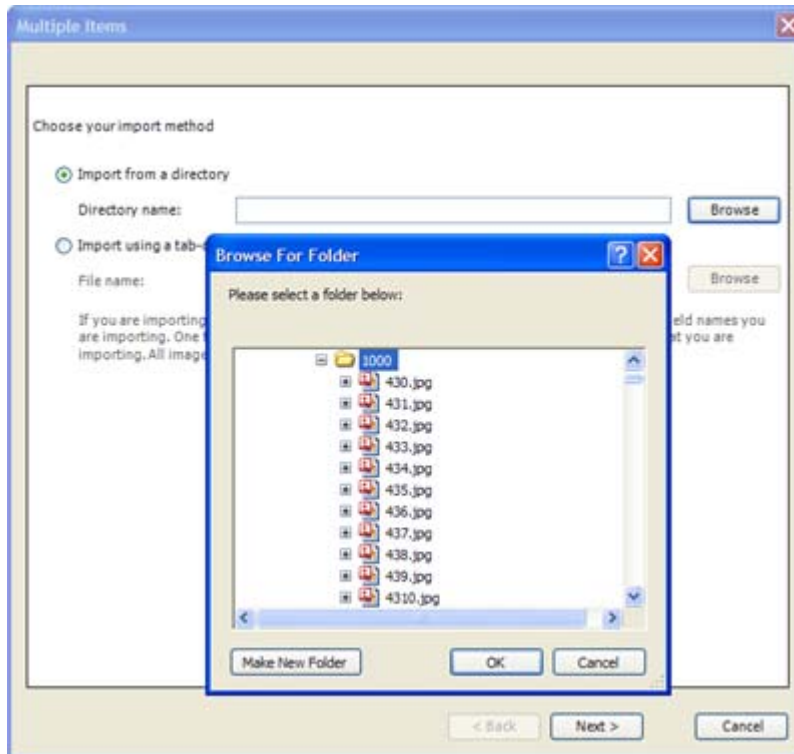 Multiple Items
Choose your import method
Import from a directory
Directory name:
Browse
Import using a tab-
File name:
Browse
If you are importing
eld names you
are importing. One
at you are
importing. All image
Browse For Folder
Please select a folder below:
1000
430.jpg
431.jpg
432.jpg
433.jpg
434.jpg
435.jpg
436.jpg
437.jpg
438.jpg
439.jpg
4310.jpg
Make New Folder
OK
Cancel
< Back
Next >
Cancel